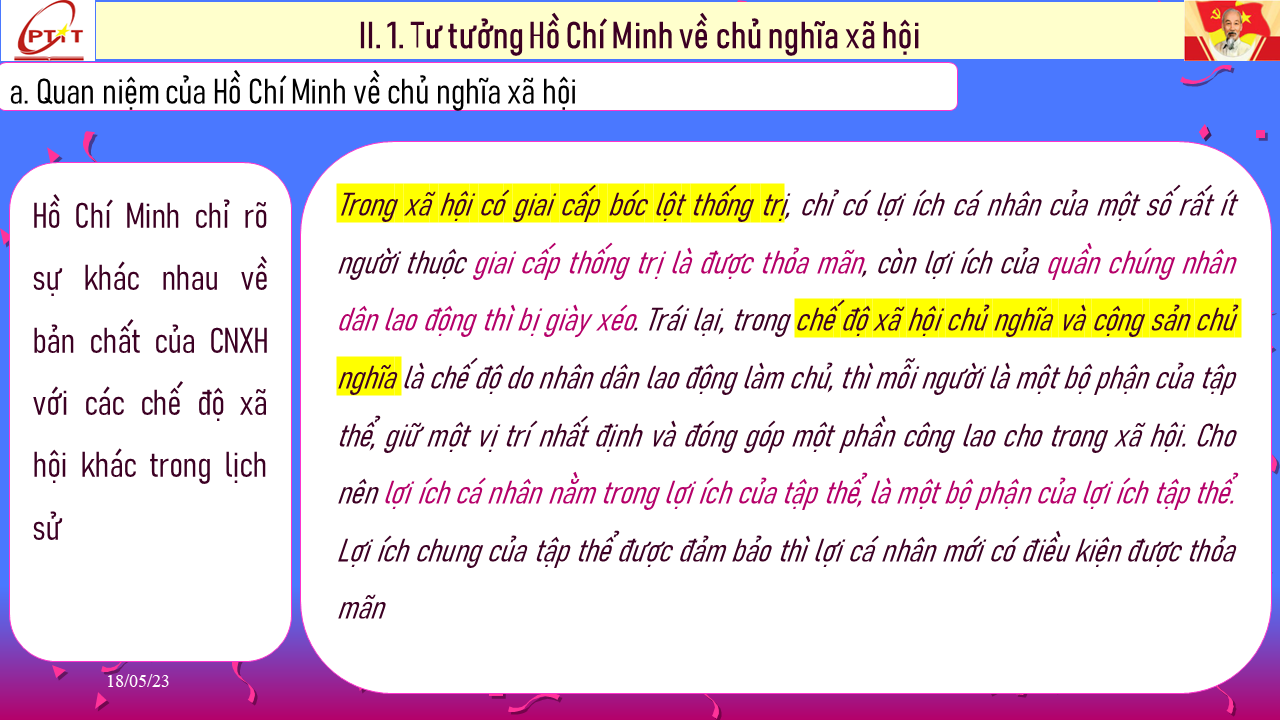 PTIT
II. 1. Tư tưởng Hồ Chí Minh về chủ nghĩa xã hội
a. Quan niệm của Hồ Chí Minh về chủ nghĩa xã hội
Hồ Chí Minh chỉ rõ
sự khác nhau về
bản chất của CNXH
với các chế độ xã
hội khác trong lịch
sử
Trong xã hội có giai cấp bóc lột thống trị, chỉ có lợi ích cá nhân của một số rất ít
người thuộc giai cấp thống trị là được thỏa mãn, còn lợi ích của quần chúng nhân
dân lao động thì bị giày xéo. Trái lại, trong chế độ xã hội chủ nghĩa và cộng sản chủ
nghĩa là chế độ do nhân dân lao động làm chủ, thì mỗi người là một bộ phận của tập
thể, giữ một vị trí nhất định và đóng góp một phần công lao cho trong xã hội. Cho
nên lợi ích cá nhân nằm trong lợi ích của tập thể, là một bộ phận của lợi ích tập thể.
Lợi ích chung của tập thể được đảm bảo thì lợi cá nhân mới có điều kiện được thỏa
mãn
18/05/23